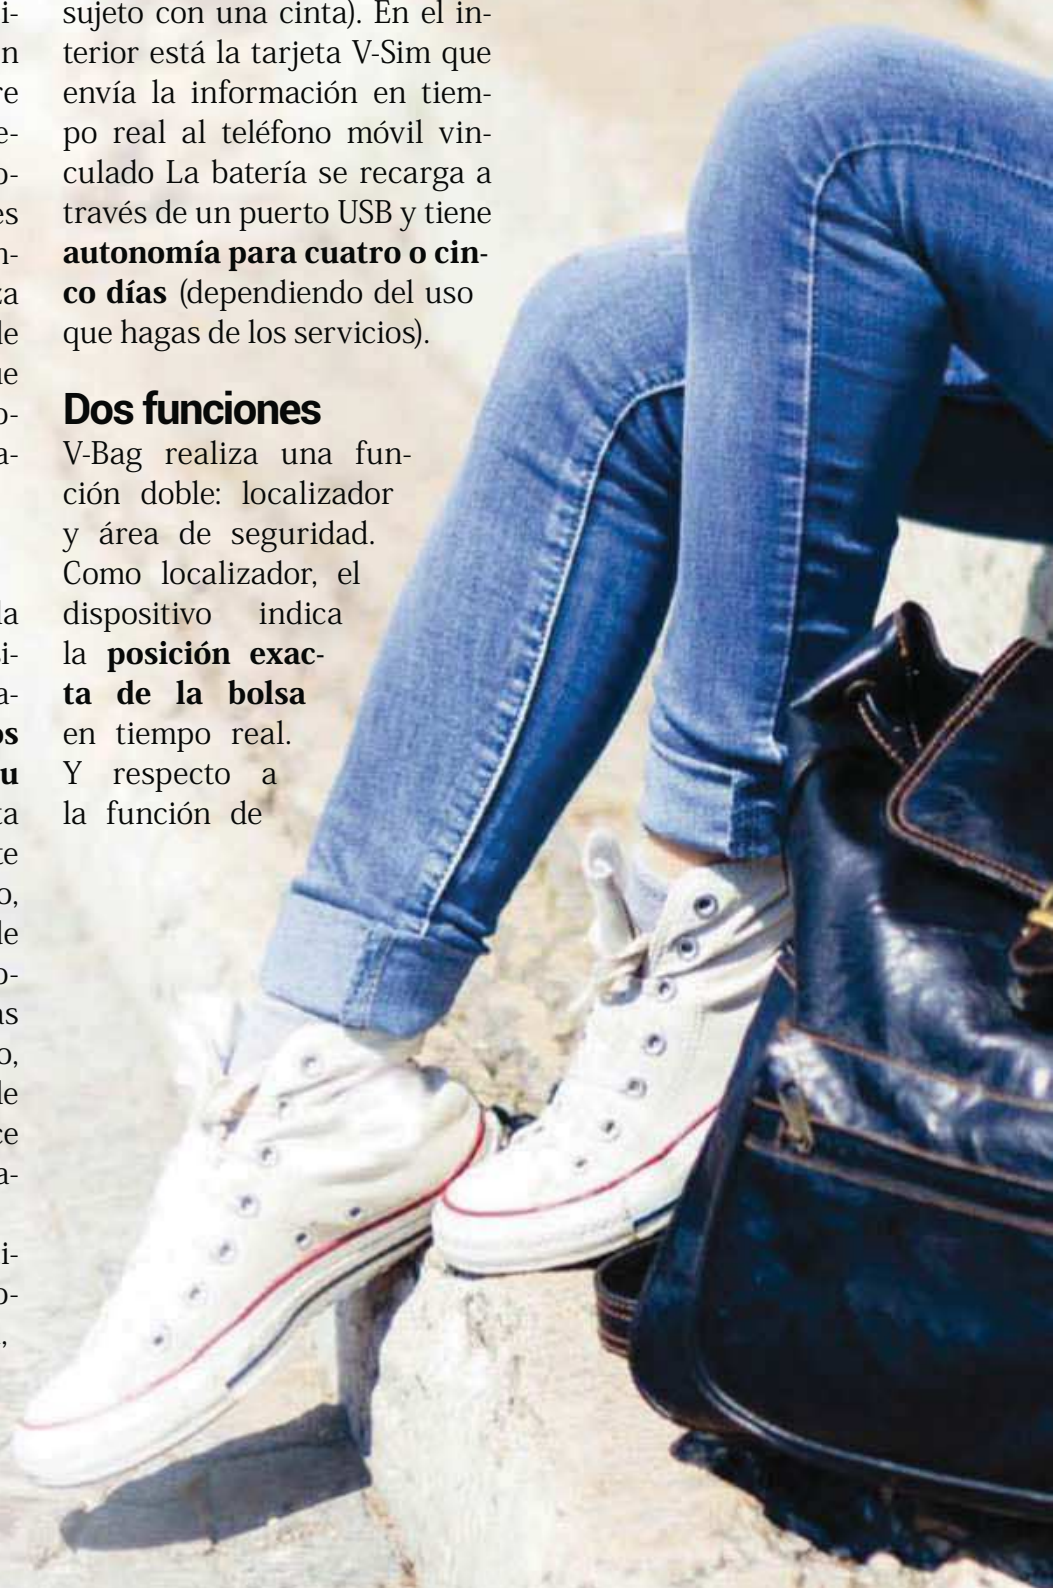 sujeto con una cinta). En el in-
terior está la tarjeta V-Sim que
envía la información en tiem-
po real al teléfono móvil vin-
culado La batería se recarga a
través de un puerto USB y tiene
autonomía para cuatro o cin-
co días (dependiendo del uso
que hagas de los servicios).
Dos funciones
V-Bag realiza una fun-
ción doble: localizador
y área de seguridad.
Como localizador, el
dispositivo indica
la posición exac-
ta de la bolsa
en tiempo real.
Y respecto a
la función de